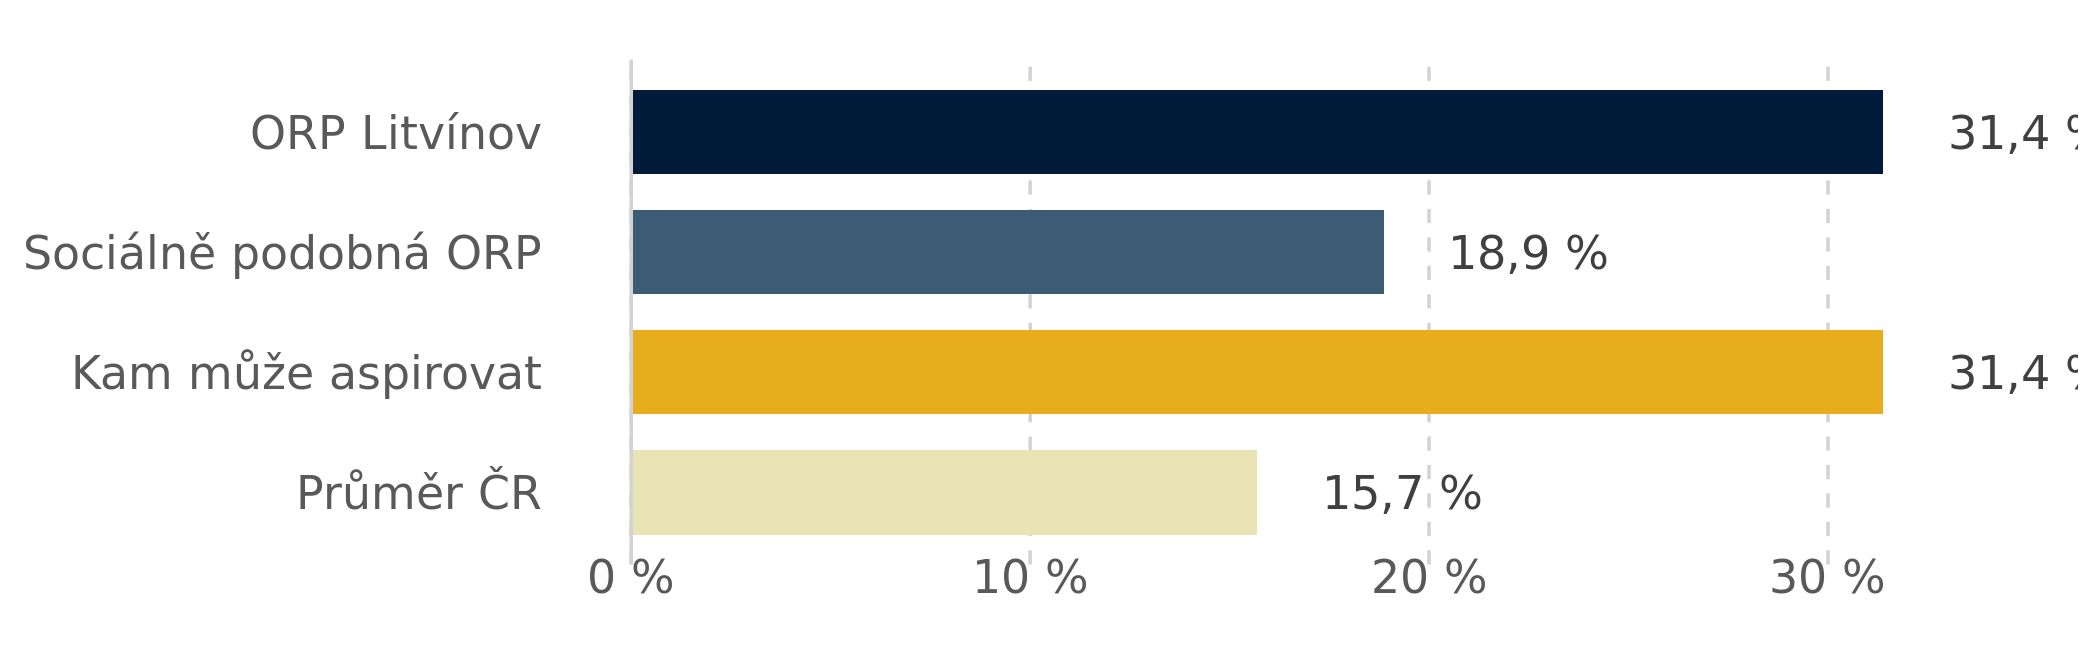 ORP Litvínov 31,4 %
Sociálně podobná ORP 18,9 %
Kam může aspirovat 31,4 %
Průměr ČR 15,7 %
0 % 10 % 20 % 30 %